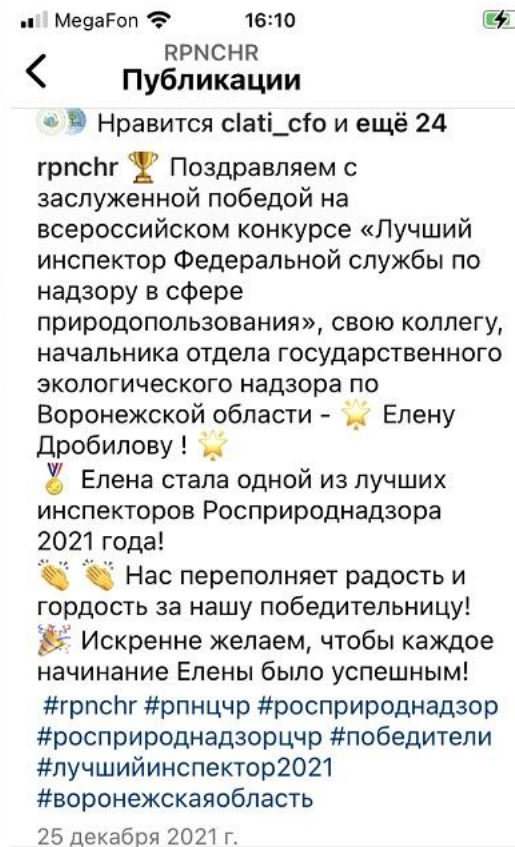 MegaFon 16:10
RPNCHR
Публикации
Нравится clati_cfo и ещё 24
rpnchr 🏆 Поздравляем с
заслуженной победой на
всероссийском конкурсе «Лучший
инспектор Федеральной службы по
надзору в сфере
природопользования», свою коллегу,
начальника отдела государственного
экологического надзора по
Воронежской области - 🌟 Елену
Дробилову ! 🌟
🏅 Елена стала одной из лучших
инспекторов Росприроднадзора
2021 года!
👏 👏 Нас переполняет радость и
гордость за нашу победительницу!
🎉 Искренне желаем, чтобы каждое
начинание Елены было успешным!
#rpnchr #рпнцчр #росприроднадзор
#росприроднадзорцчр #победители
#лучшийинспектор2021
#воронежскаяобласть
25 декабря 2021 г.